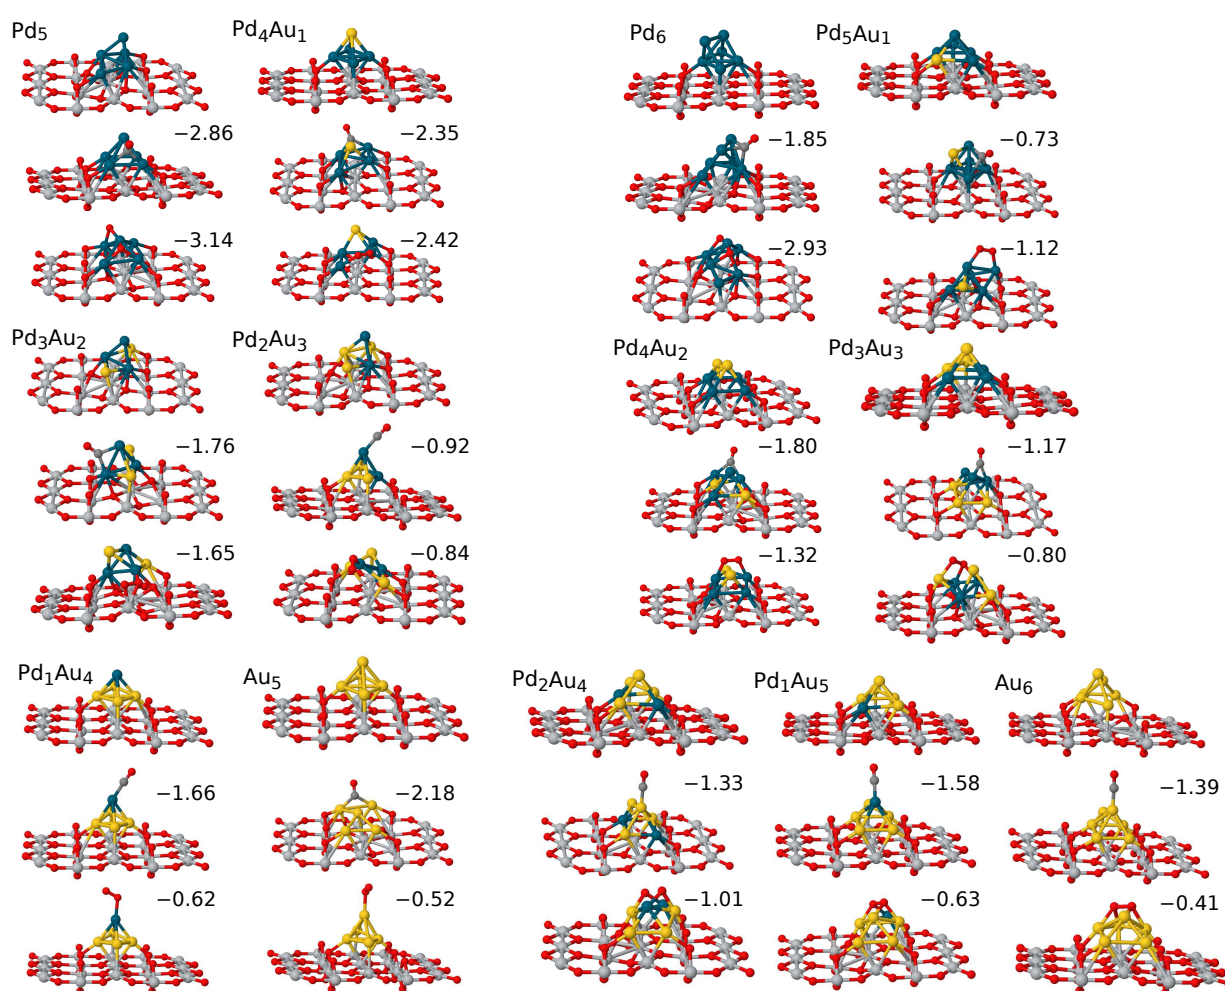 Pd5 Pd4Au1 Pd6 Pd5Au1
−2.86 −2.35 −1.85 −0.73
−3.14 −2.42 −2.93 −1.12
Pd3Au2 Pd2Au3 Pd4Au2 Pd3Au3
−1.76 −0.92 −1.80 −1.17
−1.65 −0.84 −1.32 −0.80
Pd1Au4 Au5 Pd2Au4 Pd1Au5 Au6
−1.66 −2.18 −1.33 −1.58 −1.39
−0.62 −0.52 −1.01 −0.63 −0.41